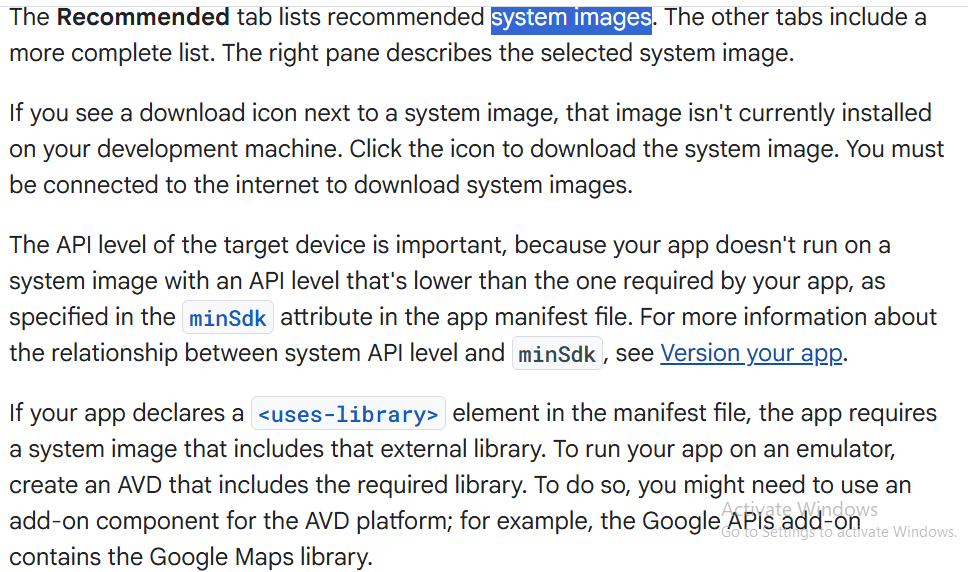 The Recommended tab lists recommended system images. The other tabs include a
more complete list. The right pane describes the selected system image.
If you see a download icon next to a system image, that image isn't currently installed
on your development machine. Click the icon to download the system image. You must
be connected to the internet to download system images.
The API level of the target device is important, because your app doesn't run on a
system image with an API level that's lower than the one required by your app, as
specified in the minSdk attribute in the app manifest file. For more information about
the relationship between system API level and minSdk, see Version your app.
If your app declares a <uses-library> element in the manifest file, the app requires
a system image that includes that external library. To run your app on an emulator,
create an AVD that includes the required library. To do so, you might need to use an
add-on component for the AVD platform; for example, the Google APIs add-on
contains the Google Maps library.
Activate Windows
Go to Settings to activate Windows.